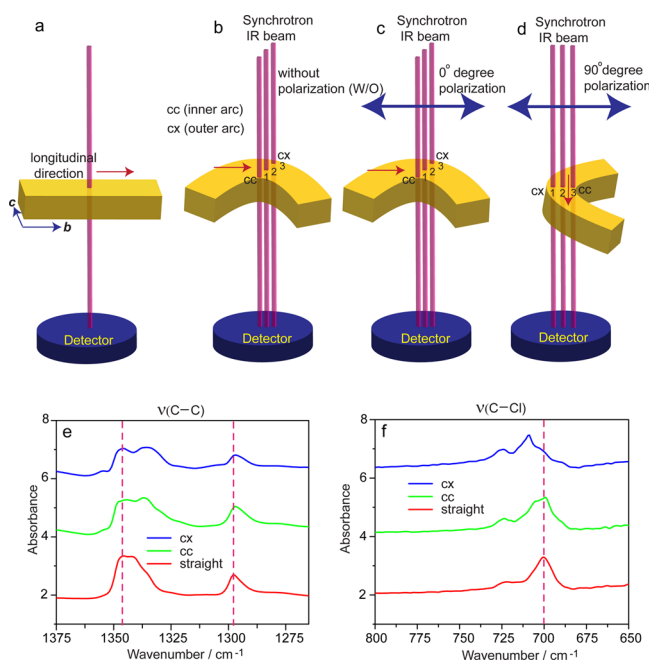 a
b
c
d
Synchrotron
IR beam
Synchrotron
IR beam
Synchrotron
IR beam
without
polarization (W/O)
0° degree
polarization
90° degree
polarization
cc (inner arc)
cx (outer arc)
longitudinal
direction
c
b
cx
3
2
1
cc
cx
3
2
1
cc
cx 1 2 3 cc
Detector
Detector
Detector
Detector
e
ν(C−C)
8
6
4
2
Absorbance
cx
cc
straight
1375 1350 1325 1300 1275
Wavenumber / cm-1
f
ν(C−Cl)
8
6
4
2
Absorbance
cx
cc
straight
800 750 700 650 650
Wavenumber / cm-1